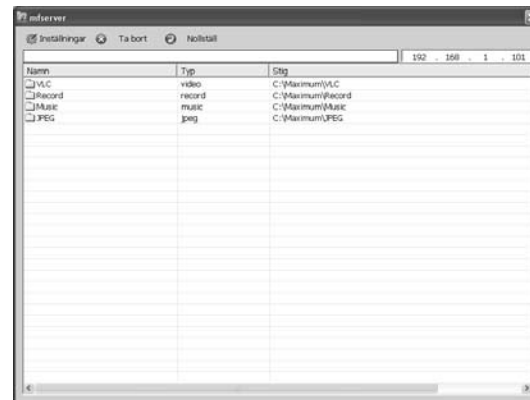 mfserver
Inställningar Ta bort Nollställ
192 . 168 . 1 . 101
Namn Typ Stig
VLC video C:\Maximum\VLC
Record record C:\Maximum\Record
Music music C:\Maximum\Music
JPEG jpeg C:\Maximum\JPEG